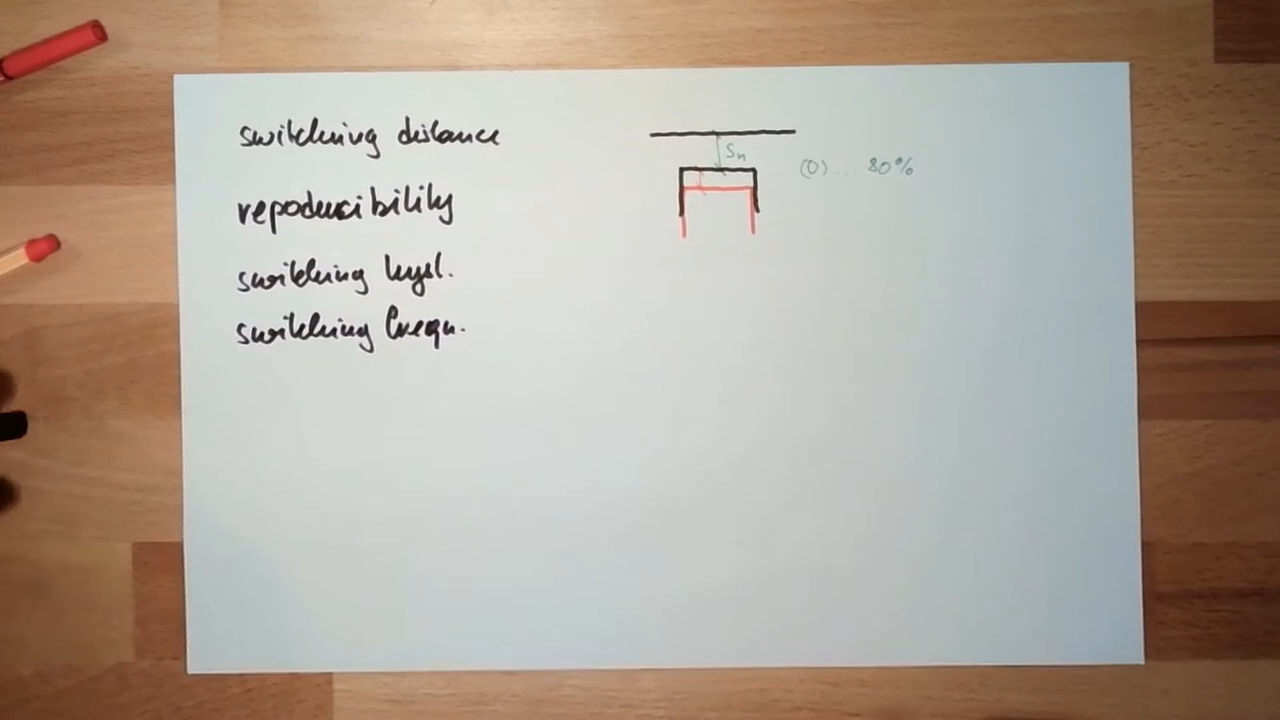 switching distance
Sn
(0) ... 80%
repoducibility
switching hyst.
switching frequ.